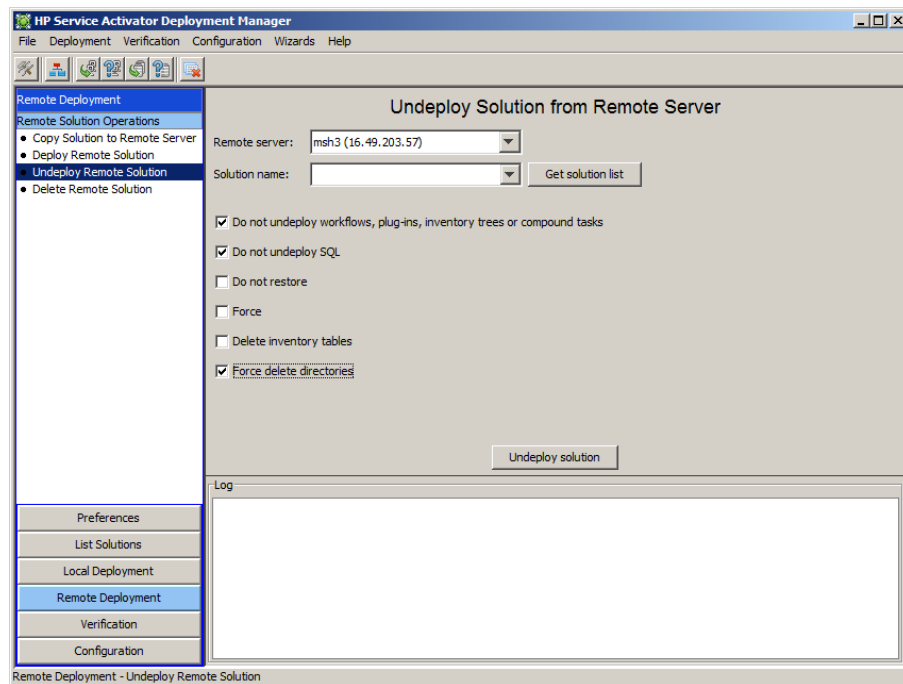 HP Service Activator Deployment Manager
File Deployment Verification Configuration Wizards Help
Remote Deployment
Remote Solution Operations
Copy Solution to Remote Server
Deploy Remote Solution
Undeploy Remote Solution
Delete Remote Solution
Undeploy Solution from Remote Server
Remote server: msh3 (16.49.203.57)
Solution name: Get solution list
Do not undeploy workflows, plug-ins, inventory trees or compound tasks
Do not undeploy SQL
Do not restore
Force
Delete inventory tables
Force delete directories
Undeploy solution
Log
Preferences
List Solutions
Local Deployment
Remote Deployment
Verification
Configuration
Remote Deployment - Undeploy Remote Solution